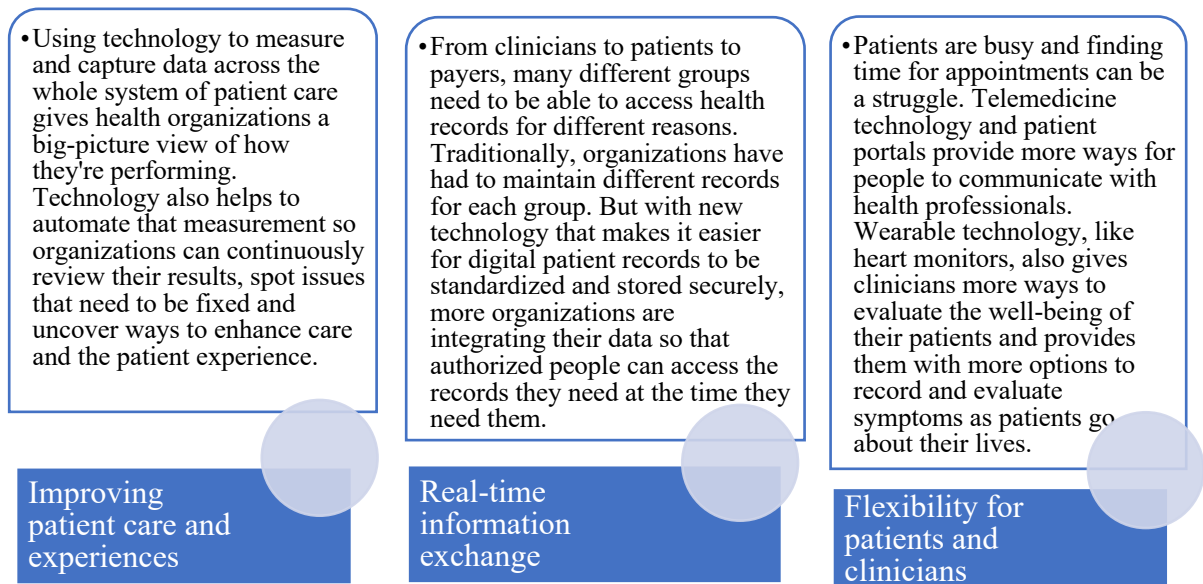 •Using technology to measure
and capture data across the
whole system of patient care
gives health organizations a
big-picture view of how
they're performing.
Technology also helps to
automate that measurement so
organizations can continuously
review their results, spot issues
that need to be fixed and
uncover ways to enhance care
and the patient experience.
Improving
patient care and
experiences
•From clinicians to patients to
payers, many different groups
need to be able to access health
records for different reasons.
Traditionally, organizations have
had to maintain different records
for each group. But with new
technology that makes it easier
for digital patient records to be
standardized and stored securely,
more organizations are
integrating their data so that
authorized people can access the
records they need at the time they
need them.
Real-time
information
exchange
•Patients are busy and finding
time for appointments can be
a struggle. Telemedicine
technology and patient
portals provide more ways for
people to communicate with
health professionals.
Wearable technology, like
heart monitors, also gives
clinicians more ways to
evaluate the well-being of
their patients and provides
them with more options to
record and evaluate
symptoms as patients go
about their lives.
Flexibility for
patients and
clinicians